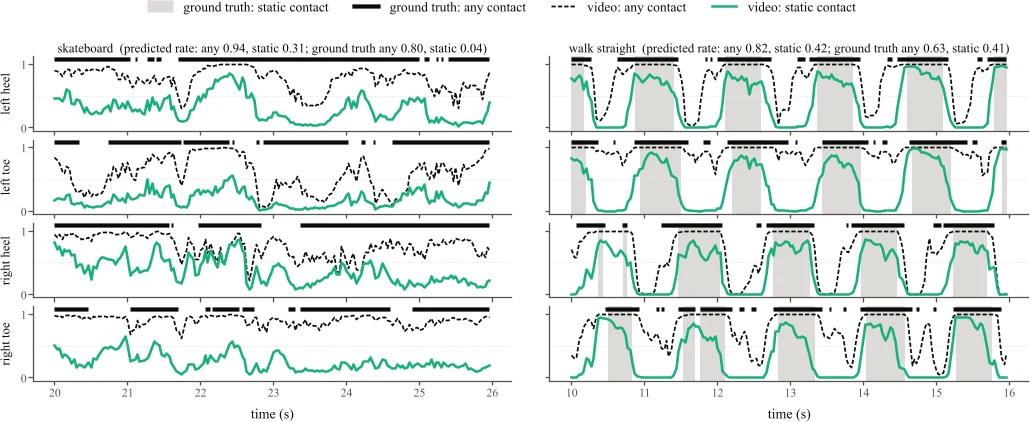 ground truth: static contact ground truth: any contact video: any contact video: static contact
skateboard (predicted rate: any 0.94, static 0.31; ground truth any 0.80, static 0.04)
walk straight (predicted rate: any 0.82, static 0.42; ground truth any 0.63, static 0.41)
left heel
1
0
left toe
1
0
right heel
1
0
right toe
1
0
20 21 22 23 24 25 26
10 11 12 13 14 15 16
time (s)
time (s)